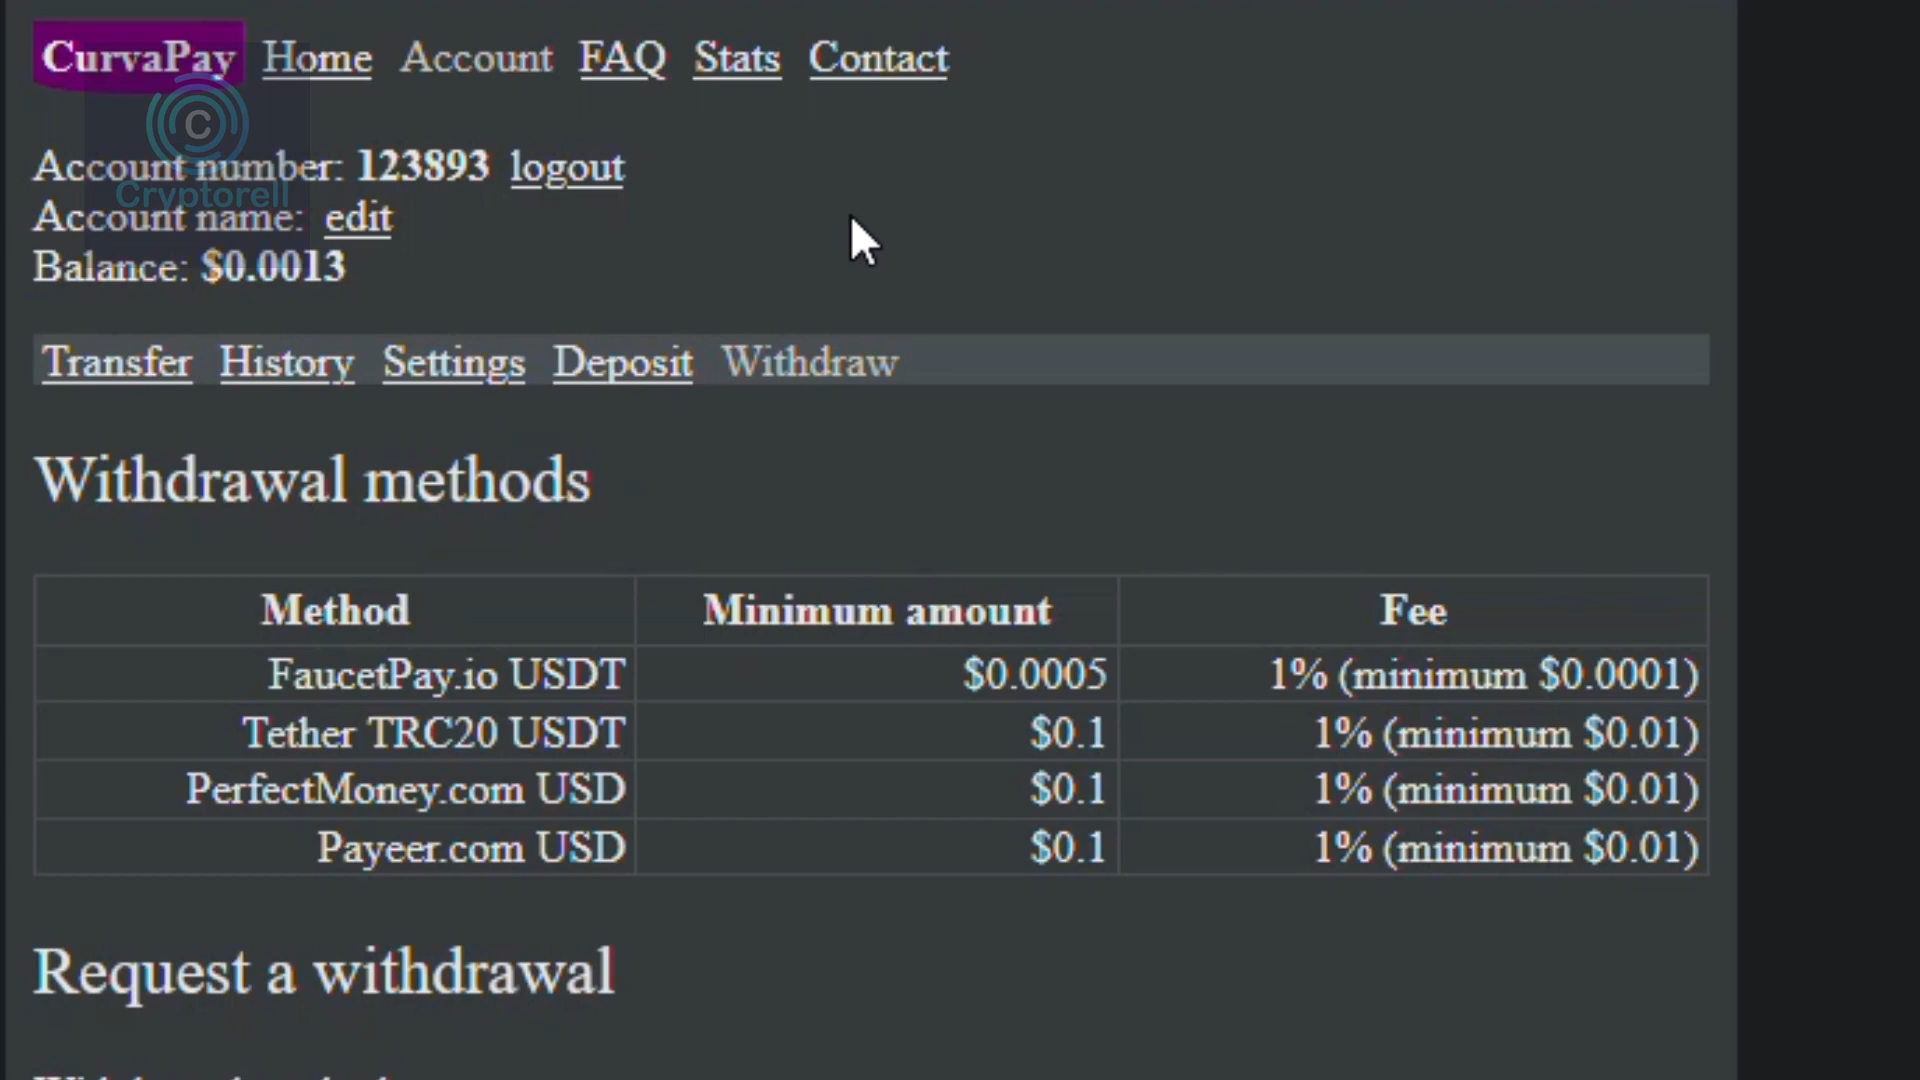 CurvaPay Home Account FAQ Stats Contact
C
Cryptorell
Account number: 123893 logout
Account name: edit
Balance: $0.0013
Transfer History Settings Deposit Withdraw
Withdrawal methods
Method Minimum amount Fee
FaucetPay.io USDT $0.0005 1% (minimum $0.0001)
Tether TRC20 USDT $0.1 1% (minimum $0.01)
PerfectMoney.com USD $0.1 1% (minimum $0.01)
Payeer.com USD $0.1 1% (minimum $0.01)
Request a withdrawal